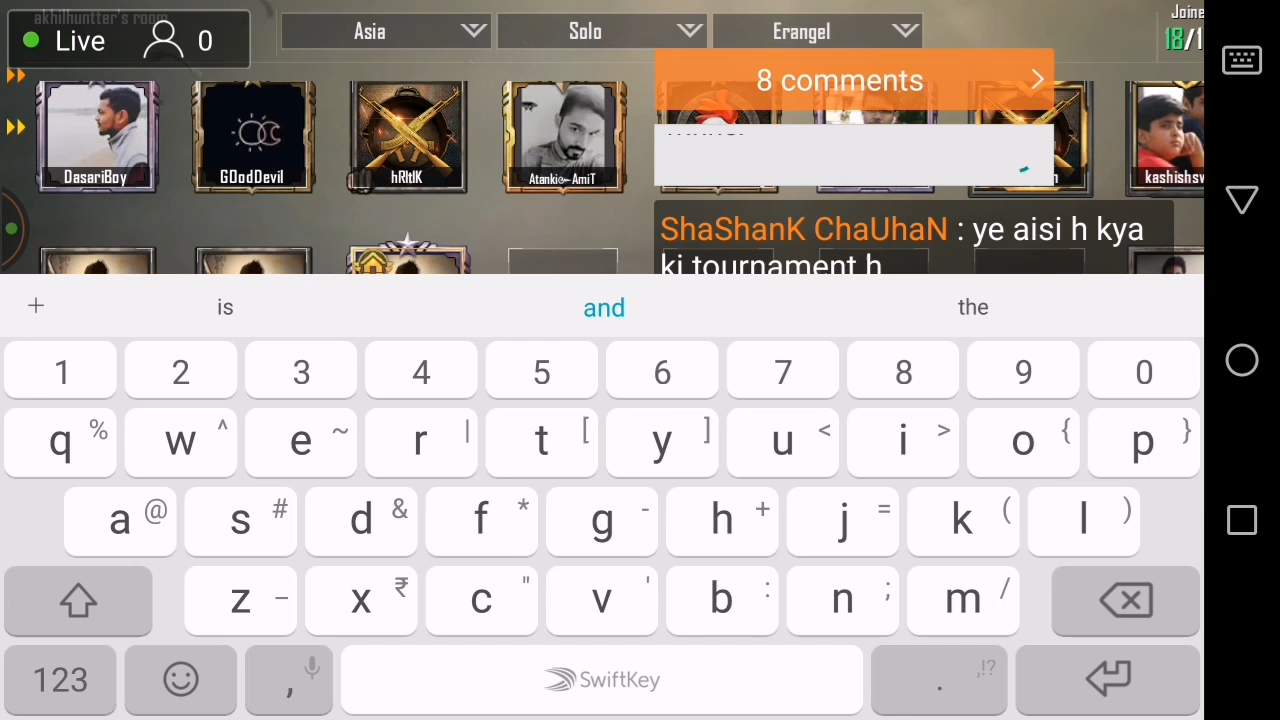 akhilhuntter's room
Live 0
Asia
Solo
Erangel
Joine
18/1
8 comments
DasariBoy
G0odDevil
hRItIK
Atankie~AmiT
kashishsv
ShaShanK ChaUhaN : ye aisi h kya
ki tournament h
+ is and the
1 2 3 4 5 6 7 8 9 0
q % w ^ e ~ r | t [ y ] u < i > o { p }
a @ s # d & f * g - h + j = k ( l )
z _ x ₹ c " v ' b : n ; m /
123 , SwiftKey . ,!?